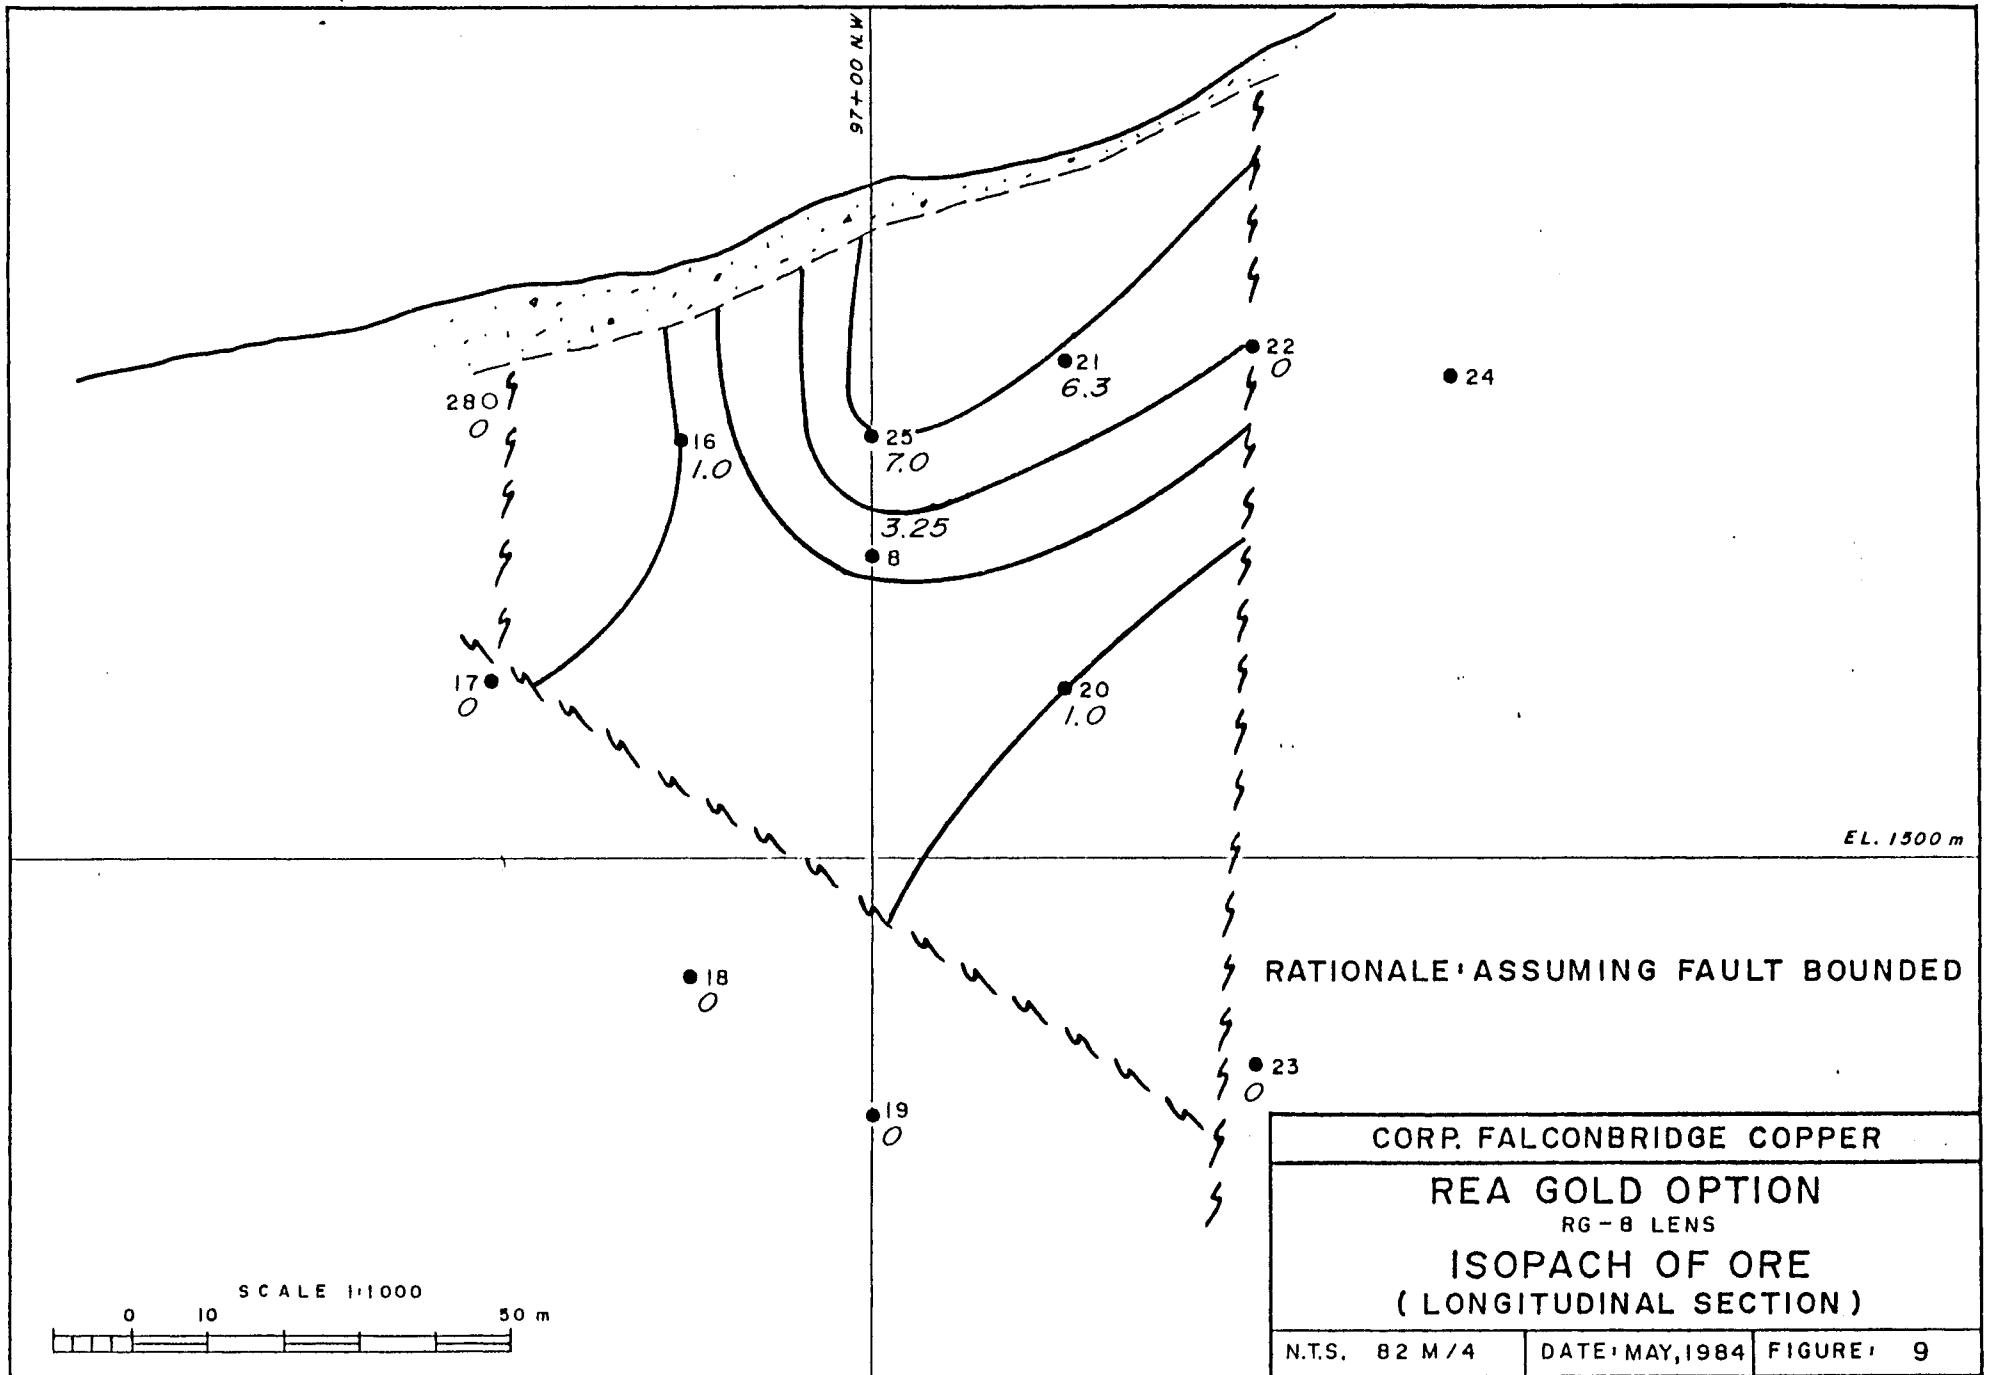 97+00 NW
28
0
16
1.0
25
7.0
21
6.3
22
0
24
3.25
8
17
0
20
1.0
EL. 1500 m
18
0
RATIONALE: ASSUMING FAULT BOUNDED
23
0
19
0
CORP. FALCONBRIDGE COPPER
REA GOLD OPTION
RG-8 LENS
ISOPACH OF ORE
(LONGITUDINAL SECTION)
SCALE 1:1000
0 10 50 m
N.T.S. 82 M/4 DATE: MAY, 1984 FIGURE: 9